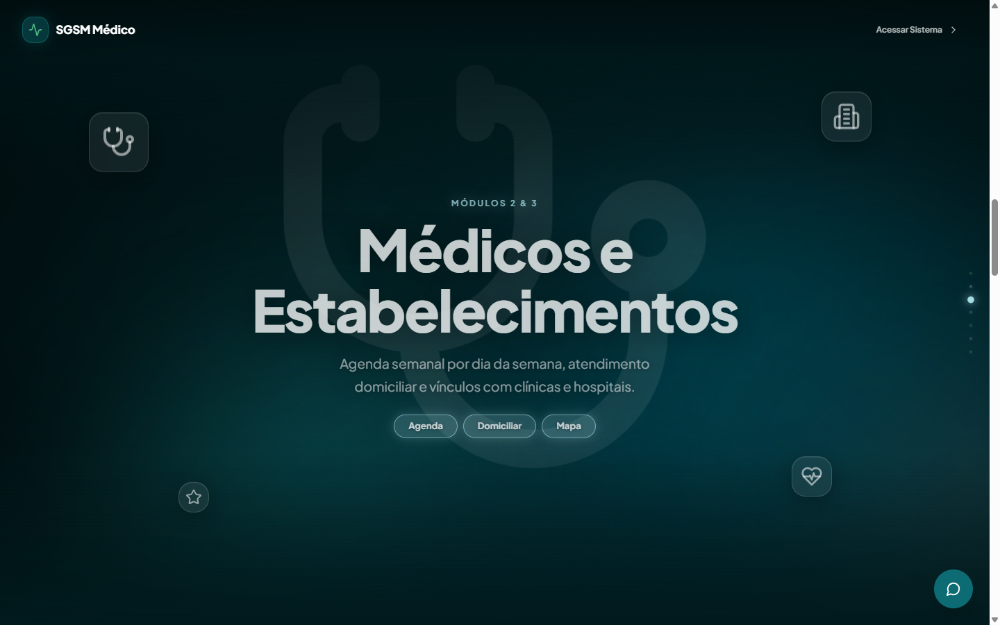 SGSM Médico
Acessar Sistema
MÓDULOS 2 & 3
Médicos e
Estabelecimentos
Agenda semanal por dia da semana, atendimento
domiciliar e vínculos com clínicas e hospitais.
Agenda
Domiciliar
Mapa